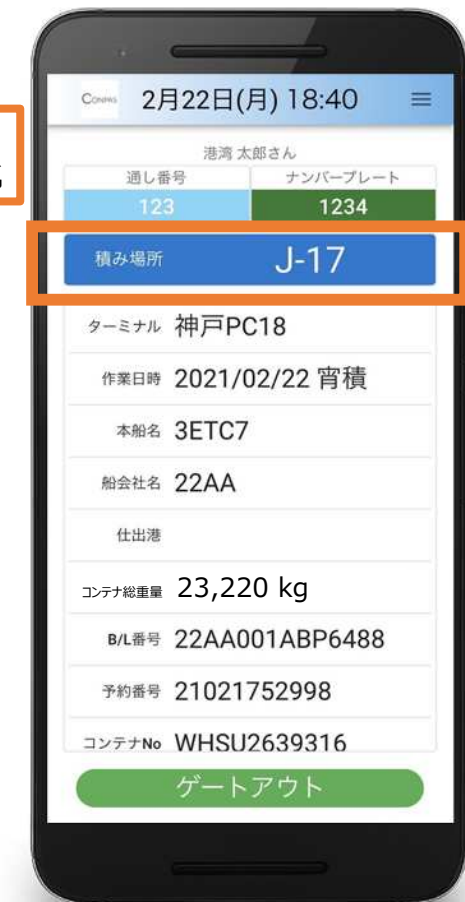 CONPAS 2月22日(月) 18:40
港湾 太郎さん
通し番号 ナンバープレート
123 1234
積み場所 J-17
ターミナル 神戸PC18
作業日時 2021/02/22 宵積
本船名 3ETC7
船会社名 22AA
仕出港
コンテナ総重量 23,220 kg
B/L番号 22AA001ABP6488
予約番号 21021752998
コンテナNo WHSU2639316
ゲートアウト